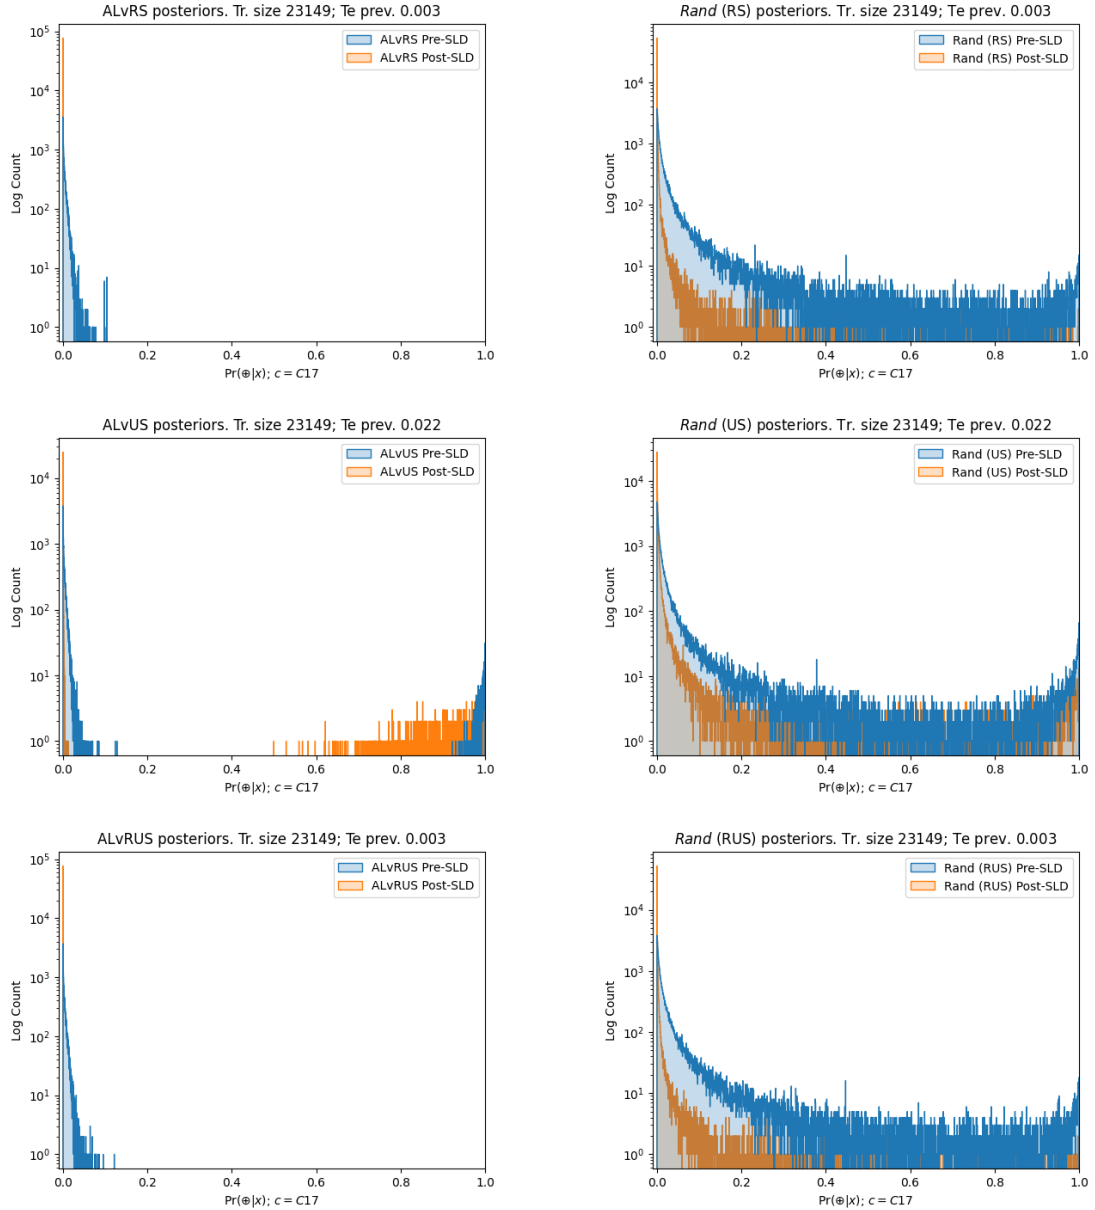 ALvRS posteriors. Tr. size 23149; Te prev. 0.003
ALvRS Pre-SLD
ALvRS Post-SLD
Log Count
10^5
10^4
10^3
10^2
10^1
10^0
0.0 0.2 0.4 0.6 0.8 1.0
Pr(⊕|x); c = C17
Rand (RS) posteriors. Tr. size 23149; Te prev. 0.003
Rand (RS) Pre-SLD
Rand (RS) Post-SLD
Log Count
10^4
10^3
10^2
10^1
10^0
0.0 0.2 0.4 0.6 0.8 1.0
Pr(⊕|x); c = C17
ALvUS posteriors. Tr. size 23149; Te prev. 0.022
ALvUS Pre-SLD
ALvUS Post-SLD
Log Count
10^4
10^3
10^2
10^1
10^0
0.0 0.2 0.4 0.6 0.8 1.0
Pr(⊕|x); c = C17
Rand (US) posteriors. Tr. size 23149; Te prev. 0.022
Rand (US) Pre-SLD
Rand (US) Post-SLD
Log Count
10^4
10^3
10^2
10^1
10^0
0.0 0.2 0.4 0.6 0.8 1.0
Pr(⊕|x); c = C17
ALvRUS posteriors. Tr. size 23149; Te prev. 0.003
ALvRUS Pre-SLD
ALvRUS Post-SLD
Log Count
10^5
10^4
10^3
10^2
10^1
10^0
0.0 0.2 0.4 0.6 0.8 1.0
Pr(⊕|x); c = C17
Rand (RUS) posteriors. Tr. size 23149; Te prev. 0.003
Rand (RUS) Pre-SLD
Rand (RUS) Post-SLD
Log Count
10^4
10^3
10^2
10^1
10^0
0.0 0.2 0.4 0.6 0.8 1.0
Pr(⊕|x); c = C17